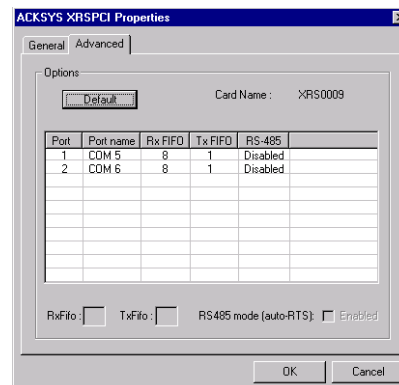 ACKSYS XRSPCI Properties
General Advanced
Options
Default Card Name : XRS0009
Port Port name Rx FIFO Tx FIFO RS-485
1 COM 5 8 1 Disabled
2 COM 6 8 1 Disabled
RxFifo : TxFifo : RS485 mode (auto-RTS): Enabled
OK Cancel